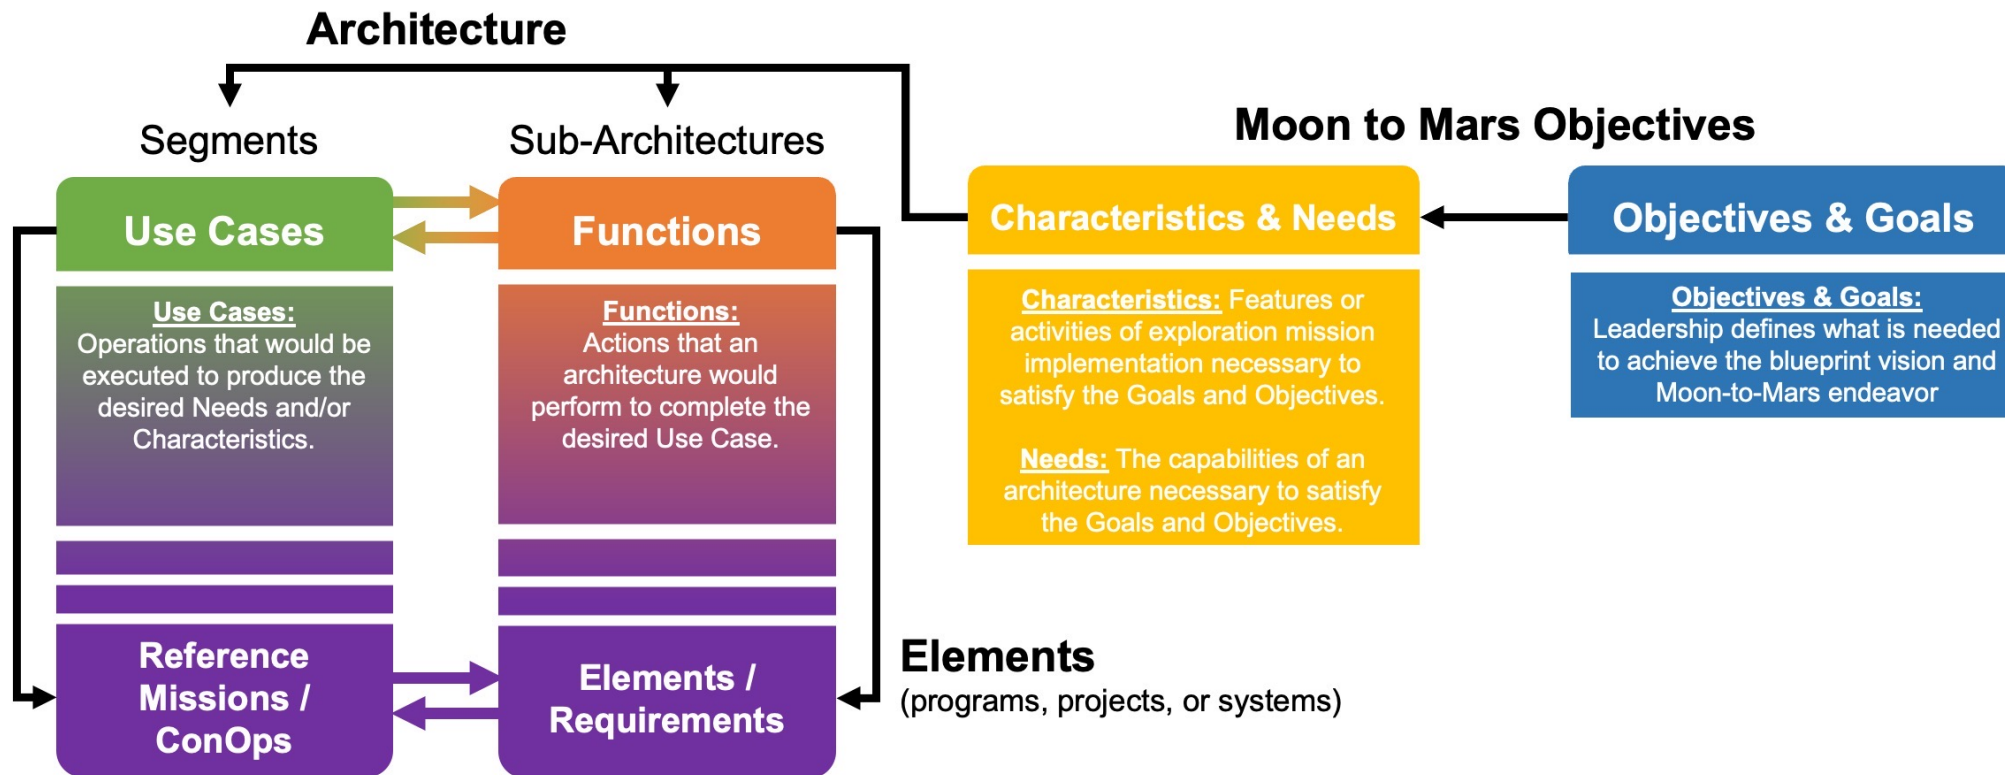 Architecture
Segments
Sub-Architectures
Moon to Mars Objectives
Use Cases
Functions
Characteristics & Needs
Objectives & Goals
Use Cases:
Operations that would be
executed to produce the
desired Needs and/or
Characteristics.
Functions:
Actions that an
architecture would
perform to complete the
desired Use Case.
Characteristics: Features or
activities of exploration mission
implementation necessary to
satisfy the Goals and Objectives.
Needs: The capabilities of an
architecture necessary to satisfy
the Goals and Objectives.
Objectives & Goals:
Leadership defines what is needed
to achieve the blueprint vision and
Moon-to-Mars endeavor
Reference
Missions /
ConOps
Elements /
Requirements
Elements
(programs, projects, or systems)